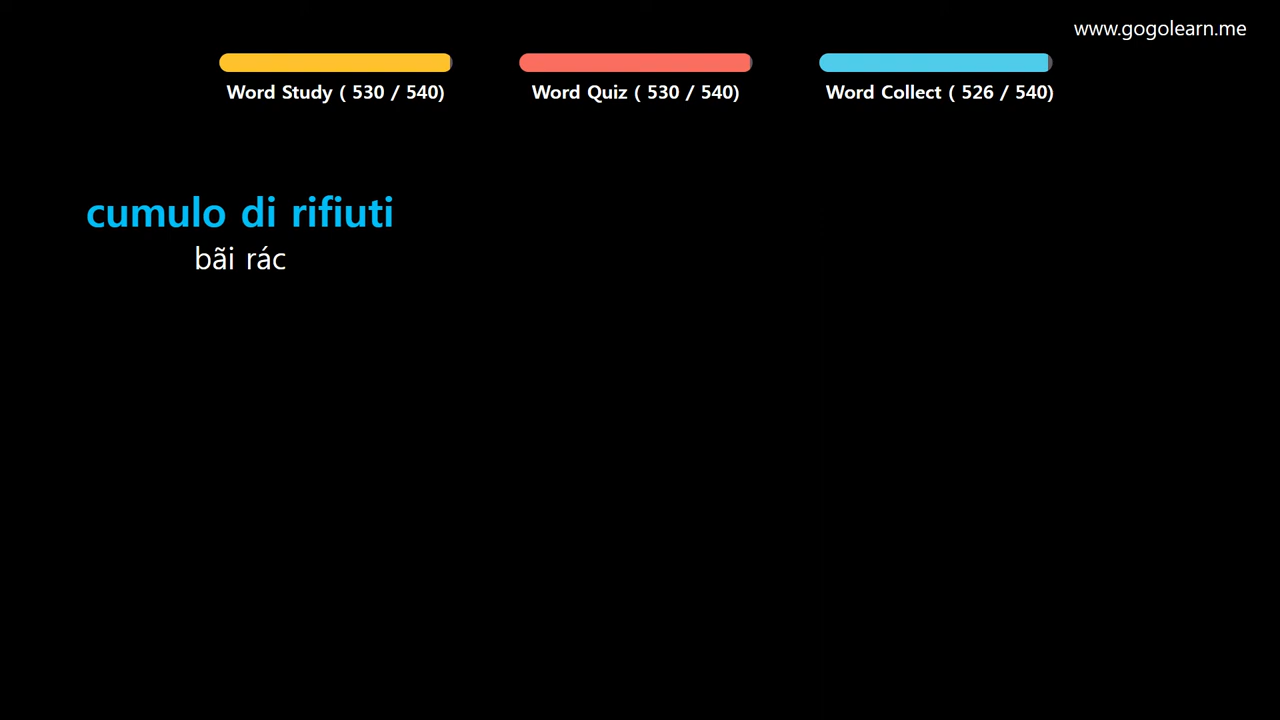 www.gogolearn.me
Word Study ( 530 / 540)
Word Quiz ( 530 / 540)
Word Collect ( 526 / 540)
cumulo di rifiuti
bãi rác